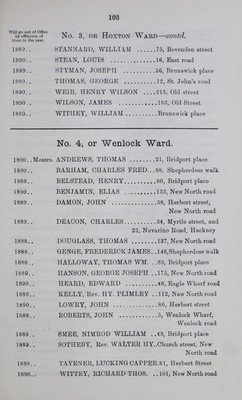 103
Will go out of Office
by effluxion of
time in the year.
No. 3, or Hoxton Ward—contd.
1889.. STANNARD, WILLIAM ......75, Bevenden street
1890.. STEAN, LOUIS ..............16, East road
1889.. STYMAN, JOSEPH ..........56, Brunswick place
1889.. THOMAS, GEORGE ..........12, St. John's road
1890.. WEIR, HENRY WILSON ....215, Old street
1890.. WILSON, JAMES ............183, Old Street
1889.. WITHEY, WILLIAM ..........Brunswick place
No. 4, or Wenlock Ward.
1890..Messrs. ANDREWS, THOMAS ........21, Bridport place
1890.. BARHAM, CHARLES FRED...88, Shepherdess walk
1888.. BELSTEAD, HENRY..........80, Bridport place
1890.. BENJAMIN, ELIAS ..........133, New North road
1889.. DAMON, JOHN ..............58, Herbert street,
New North road
1889.. DEACON, CHARLES..........34, Myrtle street, and
22, Navarino Road, Hackney
1888.. DOUGLASS, THOMAS ........137, New North road
1888.. GENGE, FREDERICK JAMES..146, Shepherdess walk
1888.. HALLOWAY, THOMAS WM...89, Bridport place
1889.. HANSON, GEORGE JOSEPH ..175, New North road
1890.. HEARD, EDWARD ..........46, Eagle Wharf road
1888.. KELLY, Rev. HY. PLIMLEY ..112, New North road
1890.. LOWRY, JOHN ..............86, Herbert street
1888.. ROBERTS, JOHN ............5, Wenlock Wharf,
Wenlock road
1889.. SMEE, NIMROD WILLIAM ..49, Bridport place
1889.. SOTHEBY, Rev. WALTER HY..Church street, New
North road
1888.. TAVENER, LUCKING CAPPER.81, Herbert Street
1890.. WITTEY, RICHARD THOS. ..101, New North road